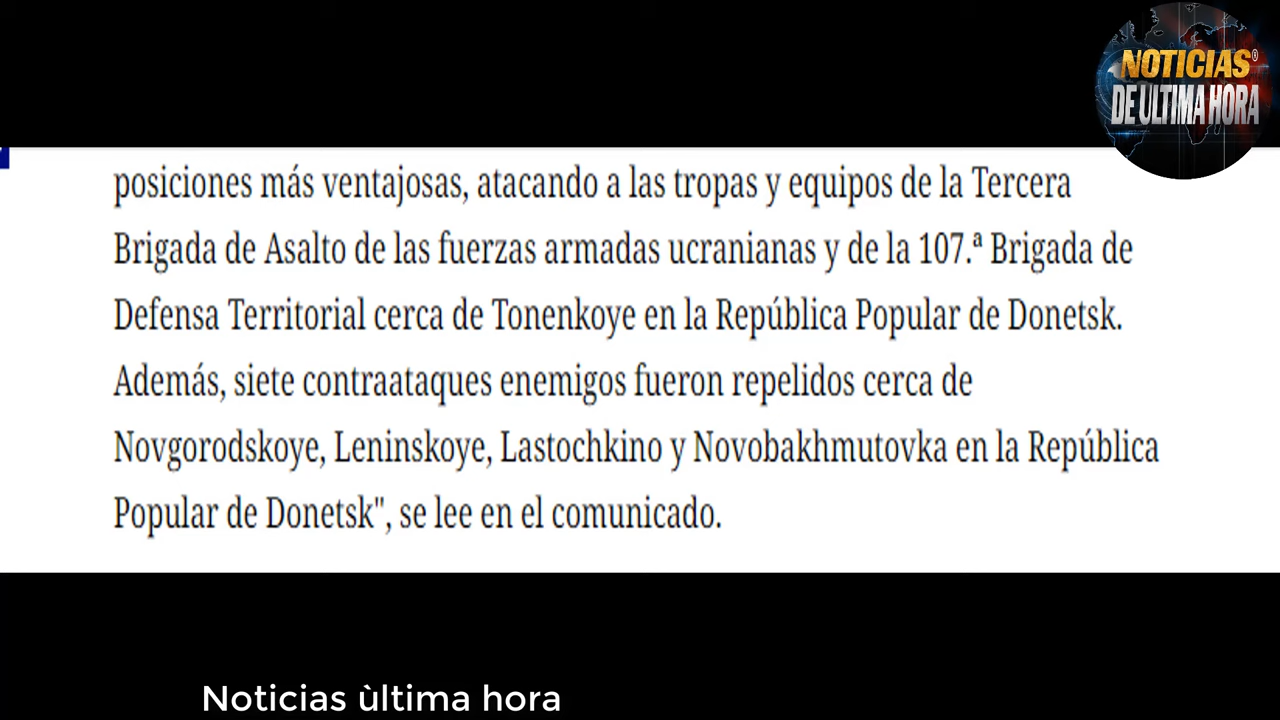 NOTICIAS
DE ULTIMA HORA
posiciones más ventajosas, atacando a las tropas y equipos de la Tercera
Brigada de Asalto de las fuerzas armadas ucranianas y de la 107.ª Brigada de
Defensa Territorial cerca de Tonenkoye en la República Popular de Donetsk.
Además, siete contraataques enemigos fueron repelidos cerca de
Novgorodskoye, Leninskoye, Lastochkino y Novobakhmutovka en la República
Popular de Donetsk", se lee en el comunicado.
Noticias ùltima hora